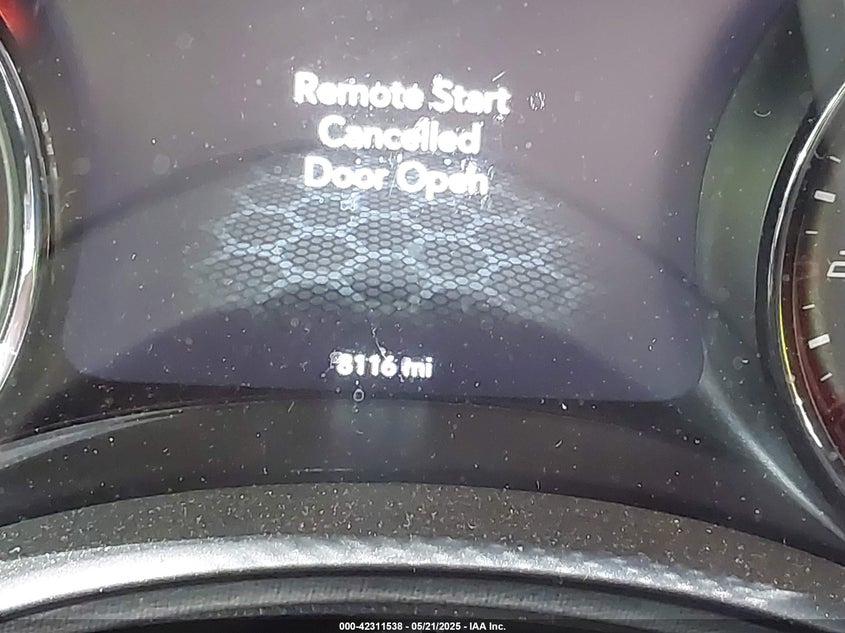 Remote Start
Cancelled
Door Open
8116 mi
000-42311538 - 05/21/2025 - IAA Inc.